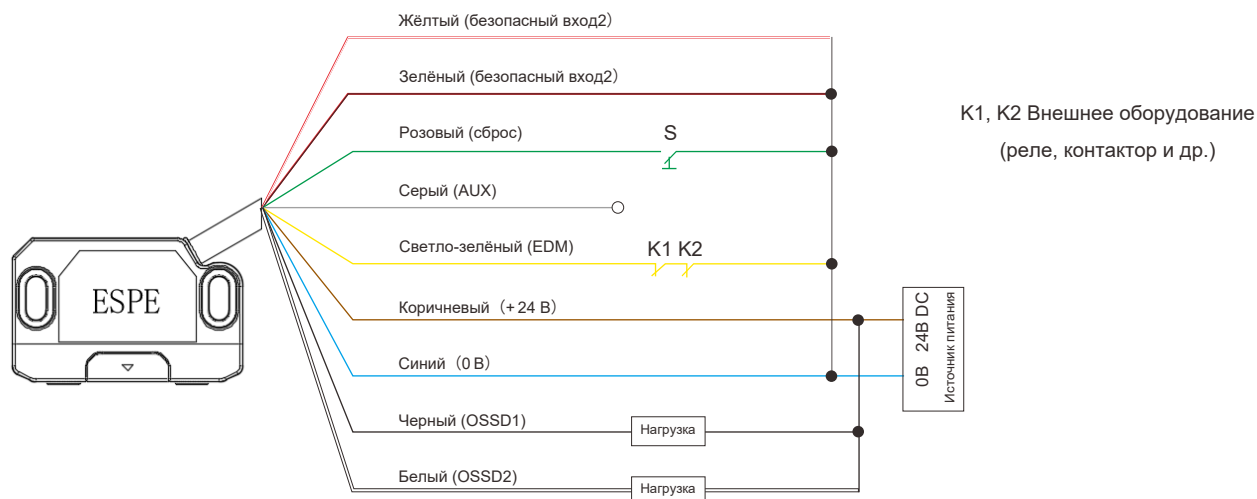 Жёлтый (безопасный вход2)
Зелёный (безопасный вход2)
K1, K2 Внешнее оборудование
(реле, контактор и др.)
Розовый (сброс)
S
Серый (AUX)
Светло-зелёный (EDM)
K1 K2
ESPE
Коричневый (+ 24 В)
Синий (0 В)
0В 24В DC
Источник питания
Черный (OSSD1)
Нагрузка
Белый (OSSD2)
Нагрузка